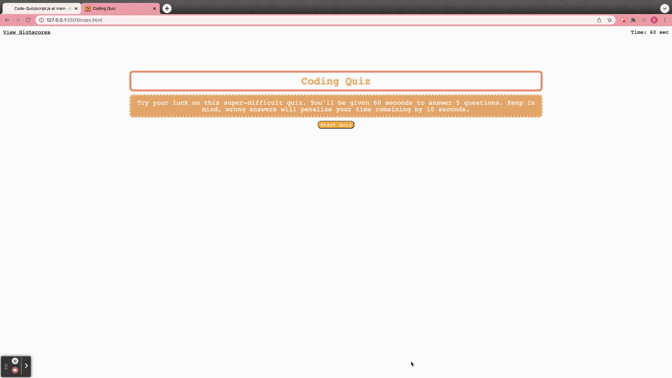 Code-Quiz/script.js at main
Coding Quiz
127.0.0.1:5501/index.html
View Highscores
Time: 60 sec
Coding Quiz
Try your luck on this super-difficult quiz. You'll be given 60 seconds to answer 5 questions. Keep in
mind, wrong answers will penalize your time remaining by 10 seconds.
Start Quiz